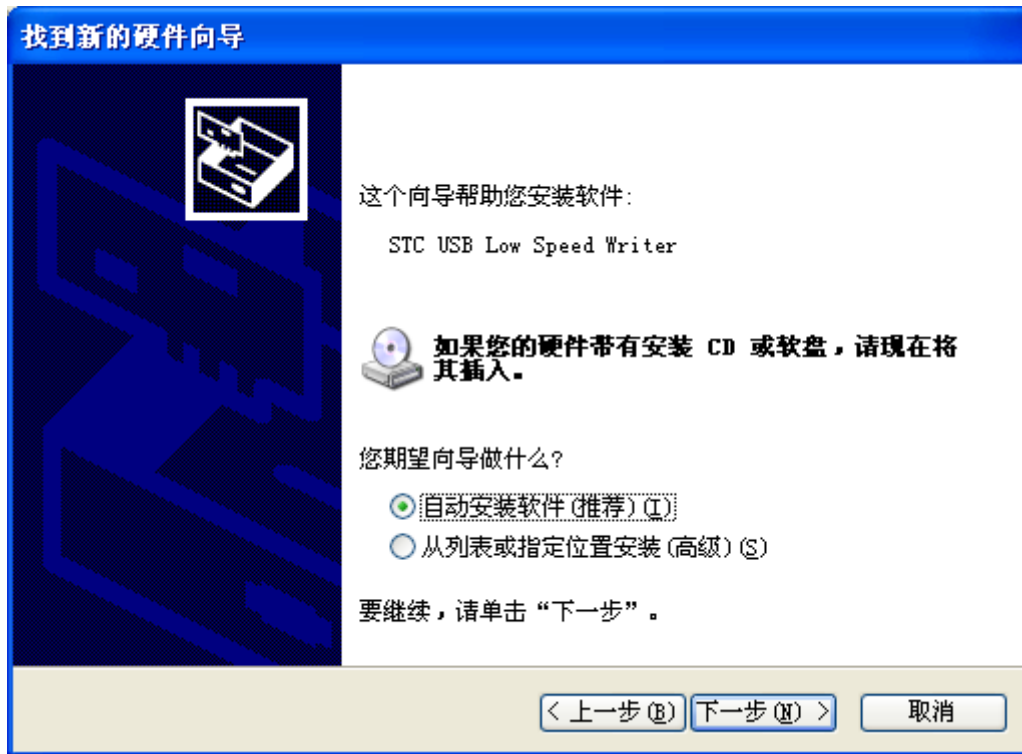 找到新的硬件向导
这个向导帮助您安装软件:
STC USB Low Speed Writer
如果您的硬件带有安装 CD 或软盘，请现在将
其插入。
您期望向导做什么?
自动安装软件(推荐)(I)
从列表或指定位置安装(高级)(S)
要继续，请单击“下一步”。
< 上一步(B) 下一步(N) > 取消